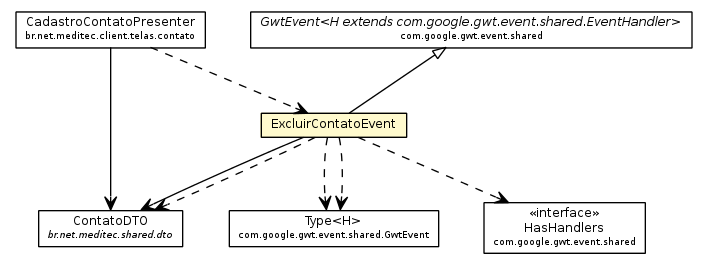 CadastroContatoPresenter
br.net.meditec.client.telas.contato
GwtEvent<H extends com.google.gwt.event.shared.EventHandler>
com.google.gwt.event.shared
ExcluirContatoEvent
ContatoDTO
br.net.meditec.shared.dto
Type<H>
com.google.gwt.event.shared.GwtEvent
«interface»
HasHandlers
com.google.gwt.event.shared